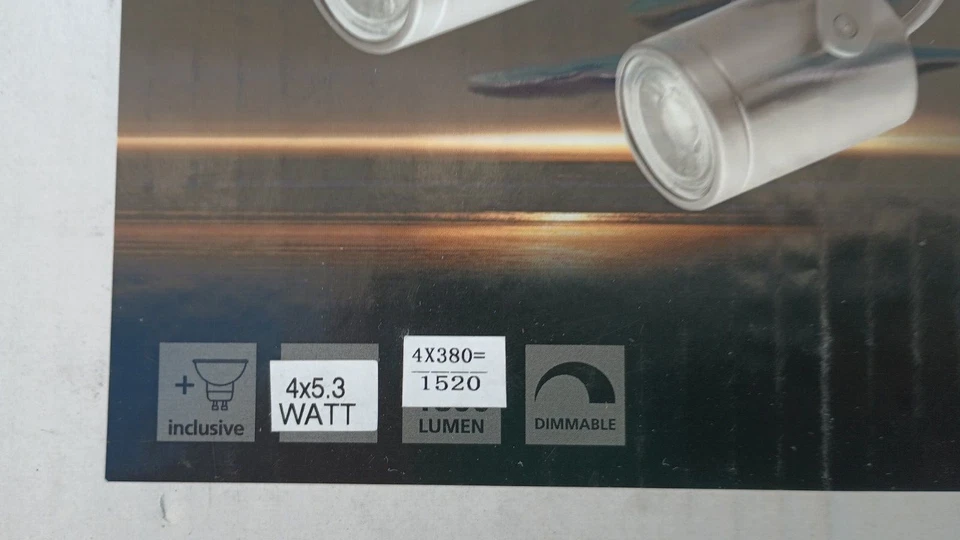 +
inclusive
4x5.3
WATT
4X380=
1520
LUMEN
DIMMABLE